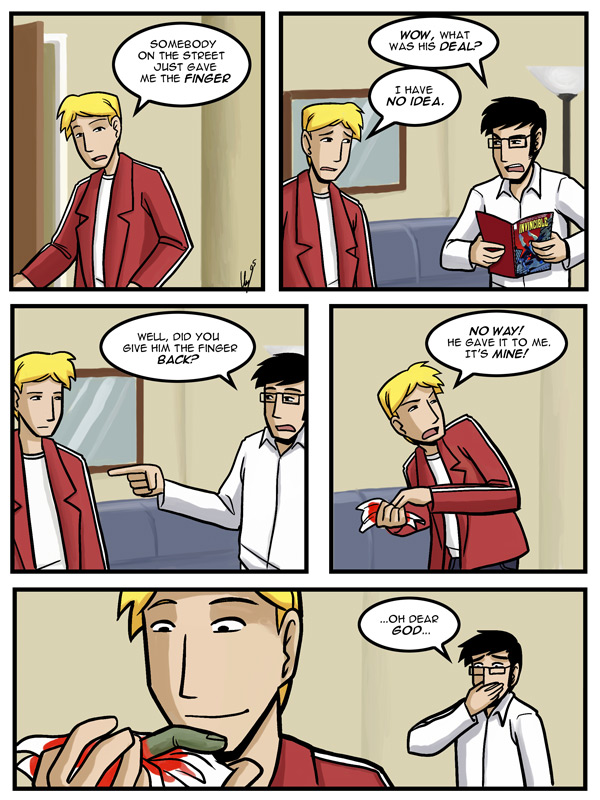 SOMEBODY
ON THE STREET
JUST GAVE
ME THE FINGER
WOW, WHAT
WAS HIS DEAL?
I HAVE
NO IDEA.
INVINCIBLE
WELL, DID YOU
GIVE HIM THE FINGER
BACK?
NO WAY!
HE GAVE IT TO ME.
IT'S MINE!
...OH DEAR
GOD...